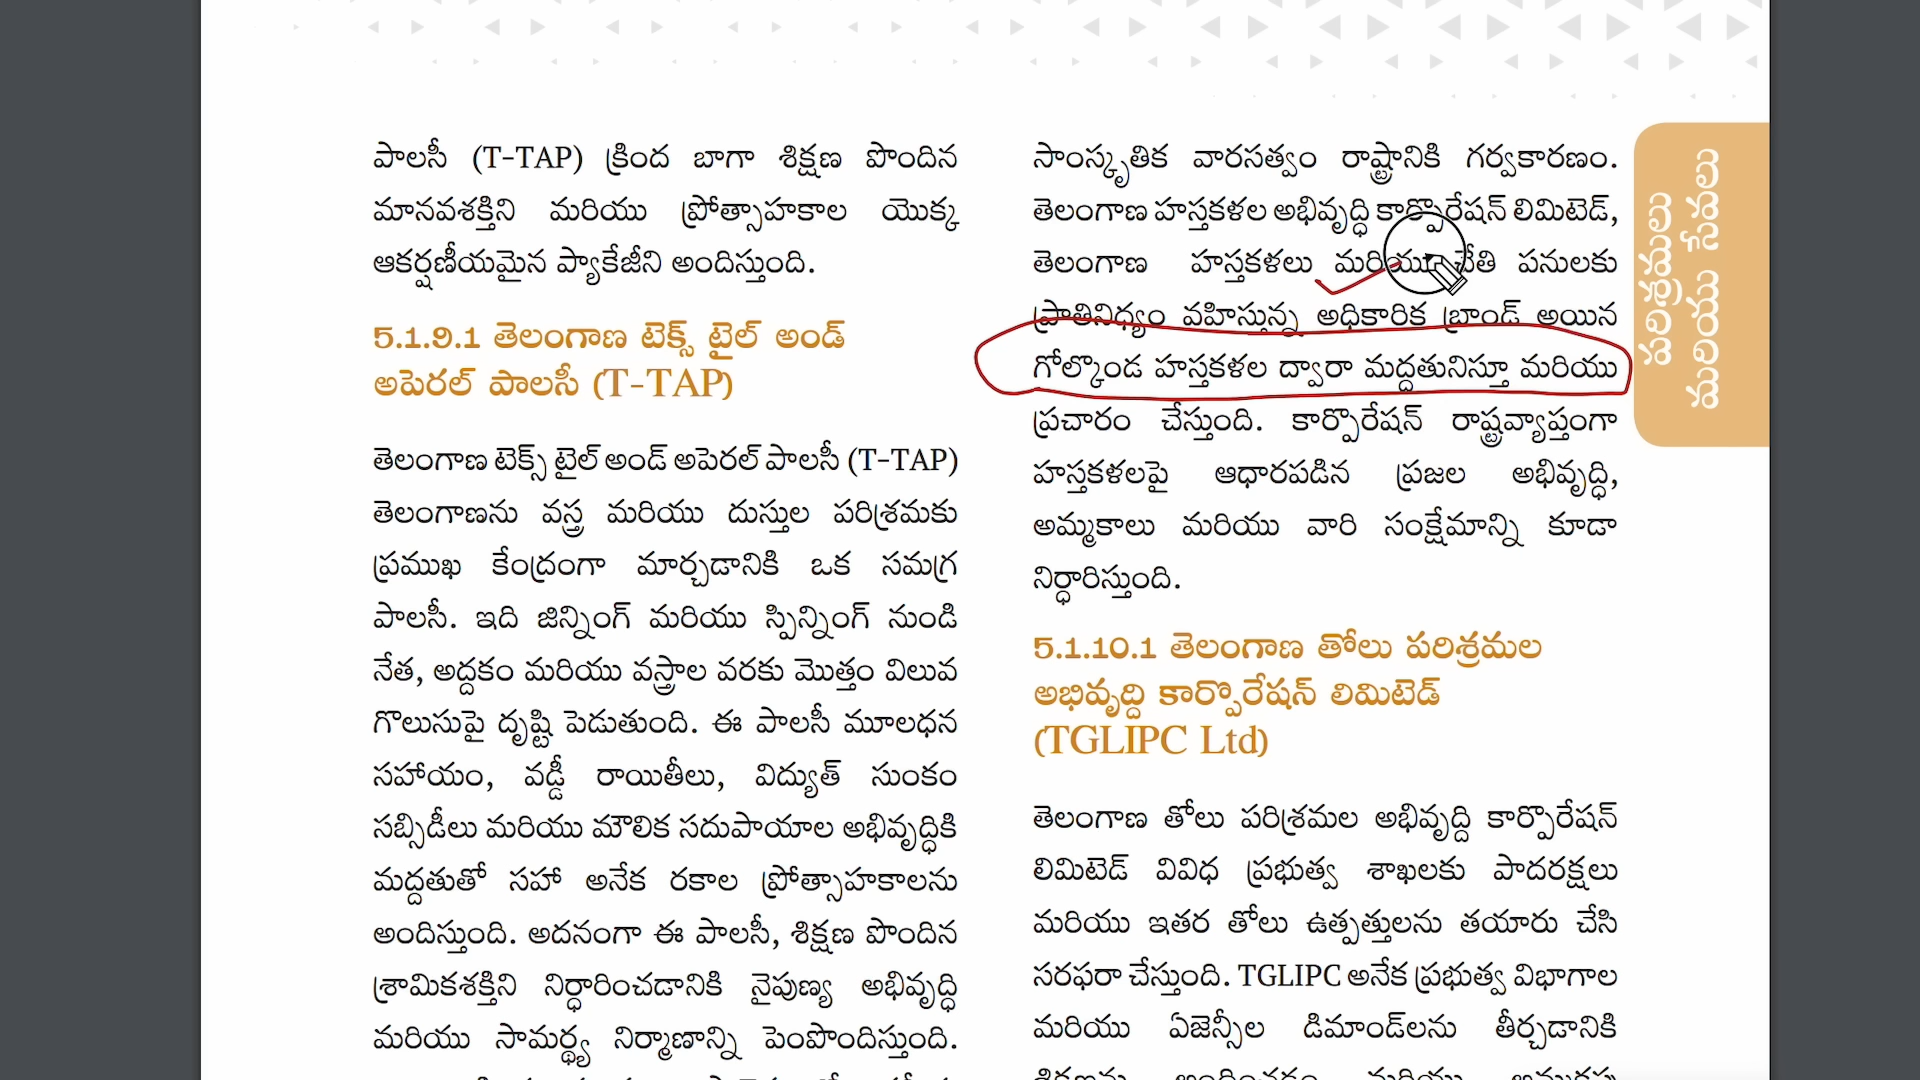 పాలసీ (T-TAP) క్రింద బాగా శిక్షణ పొందిన
మానవశక్తిని మరియు ప్రోత్సాహకాల యొక్క
ఆకర్షణీయమైన ప్యాకేజీని అందిస్తుంది.
5.1.9.1 తెలంగాణ టెక్స్ టైల్ అండ్
అపెరల్ పాలసీ (T-TAP)
తెలంగాణ టెక్స్ టైల్ అండ్ అపెరల్ పాలసీ (T-TAP)
తెలంగాణను వస్త్ర మరియు దుస్తుల పరిశ్రమకు
ప్రముఖ కేంద్రంగా మార్చడానికి ఒక సమగ్ర
పాలసీ. ఇది జిన్నింగ్ మరియు స్పిన్నింగ్ నుండి
నేత, అద్దకం మరియు వస్త్రాల వరకు మొత్తం విలువ
గొలుసుపై దృష్టి పెడుతుంది. ఈ పాలసీ మూలధన
సహాయం, వడ్డీ రాయితీలు, విద్యుత్ సుంకం
సబ్సిడీలు మరియు మౌలిక సదుపాయాల అభివృద్ధికి
మద్దతుతో సహా అనేక రకాల ప్రోత్సాహకాలను
అందిస్తుంది. అదనంగా ఈ పాలసీ, శిక్షణ పొందిన
శ్రామికశక్తిని నిర్ధారించడానికి నైపుణ్య అభివృద్ధి
మరియు సామర్థ్య నిర్మాణాన్ని పెంపొందిస్తుంది.
సాంస్కృతిక వారసత్వం రాష్ట్రానికి గర్వకారణం.
తెలంగాణ హస్తకళల అభివృద్ధి కార్పొరేషన్ లిమిటెడ్,
తెలంగాణ హస్తకళలు మరియు చేతి పనులకు
ప్రాతినిధ్యం వహిస్తున్న అధికారిక బ్రాండ్ అయిన
గోల్కొండ హస్తకళల ద్వారా మద్దతునిస్తూ మరియు
ప్రచారం చేస్తుంది. కార్పొరేషన్ రాష్ట్రవ్యాప్తంగా
హస్తకళలపై ఆధారపడిన ప్రజల అభివృద్ధి,
అమ్మకాలు మరియు వారి సంక్షేమాన్ని కూడా
నిర్ధారిస్తుంది.
5.1.10.1 తెలంగాణ తోలు పరిశ్రమల
అభివృద్ది కార్పొరేషన్ లిమిటెడ్
(TGLIPC Ltd)
తెలంగాణ తోలు పరిశ్రమల అభివృద్ది కార్పొరేషన్
లిమిటెడ్ వివిధ ప్రభుత్వ శాఖలకు పాదరక్షలు
మరియు ఇతర తోలు ఉత్పత్తులను తయారు చేసి
సరఫరా చేస్తుంది. TGLIPC అనేక ప్రభుత్వ విభాగాల
మరియు ఏజెన్సీల డిమాండ్‌లను తీర్చడానికి
పరిశ్రమలు
మరియు సేవలు